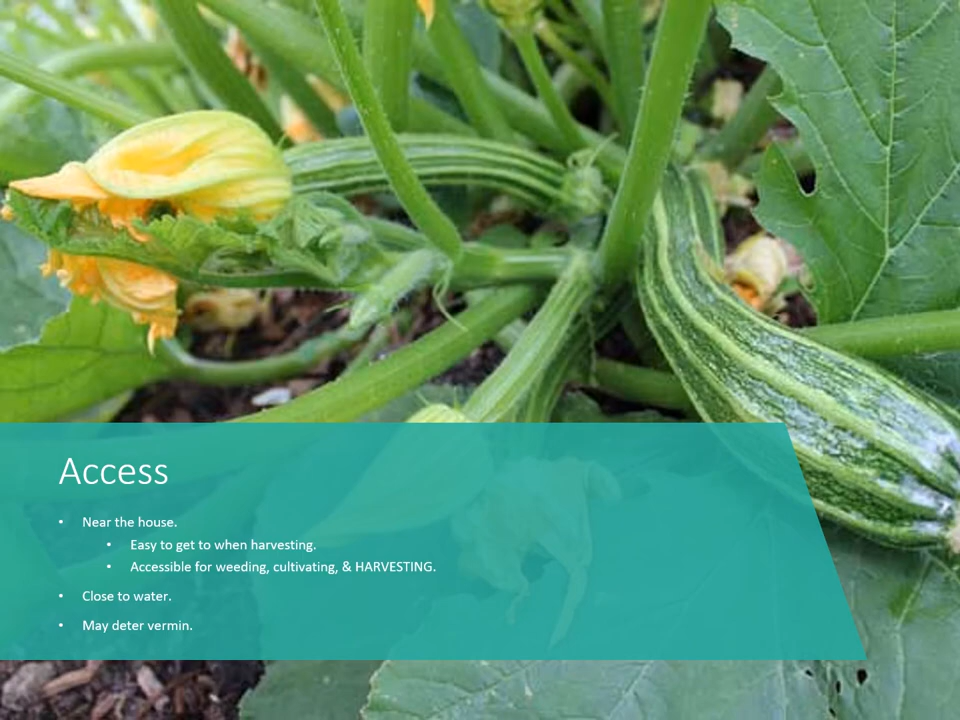 Access
• Near the house.
• Easy to get to when harvesting.
• Accessible for weeding, cultivating, & HARVESTING.
• Close to water.
• May deter vermin.